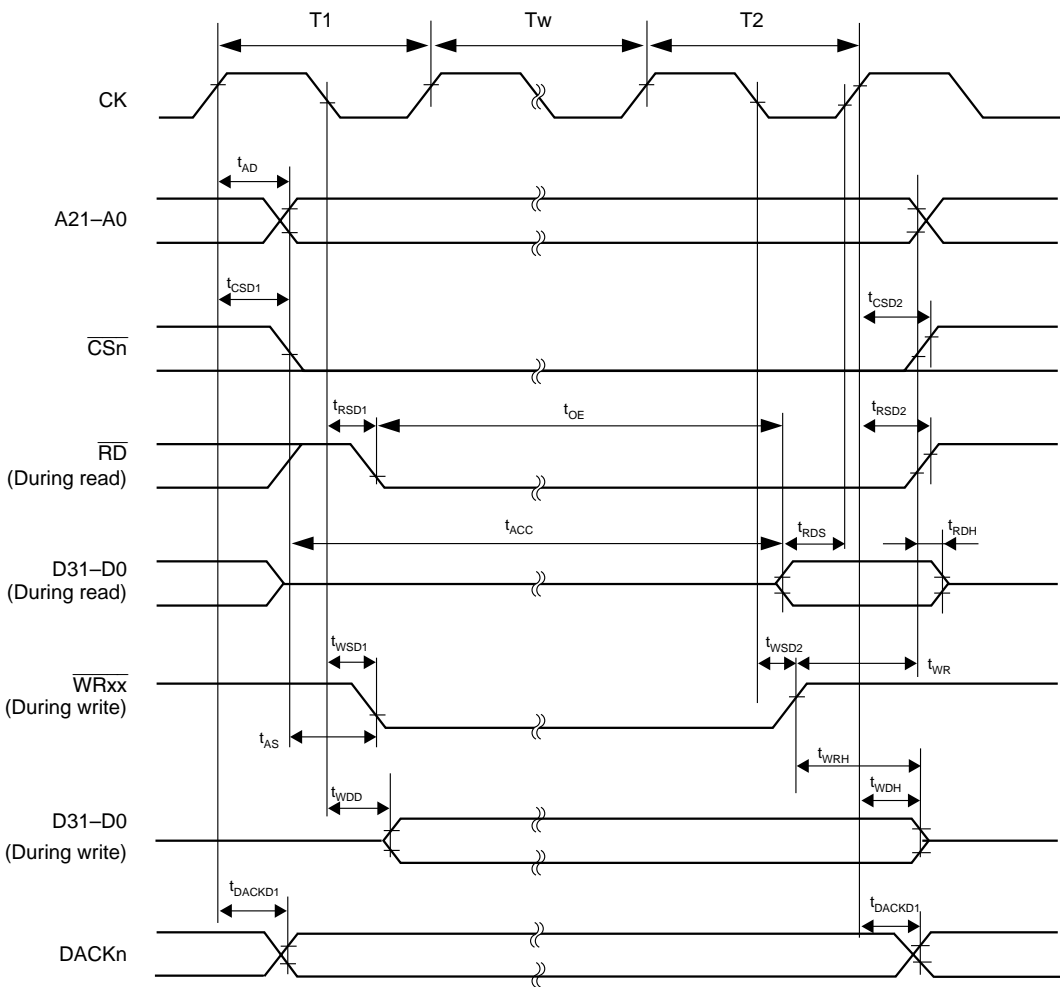 T1 Tw T2
CK
tAD
A21–A0
tCSD1 tCSD2
CSn
tRSD1 tOE tRSD2
RD
(During read)
tACC tRDS tRDH
D31–D0
(During read)
tWSD1 tWSD2
tWR
WRxx
(During write)
tAS
tWRH
tWDD tWDH
D31–D0
(During write)
tDACKD1 tDACKD1
DACKn